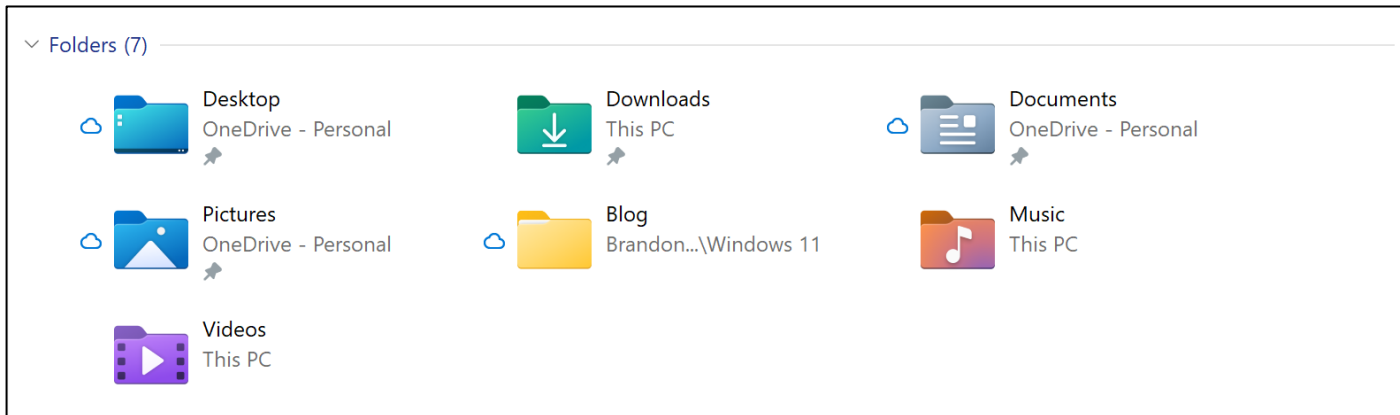 Folders (7)
Desktop
OneDrive - Personal
Downloads
This PC
Documents
OneDrive - Personal
Pictures
OneDrive - Personal
Blog
Brandon...\Windows 11
Music
This PC
Videos
This PC